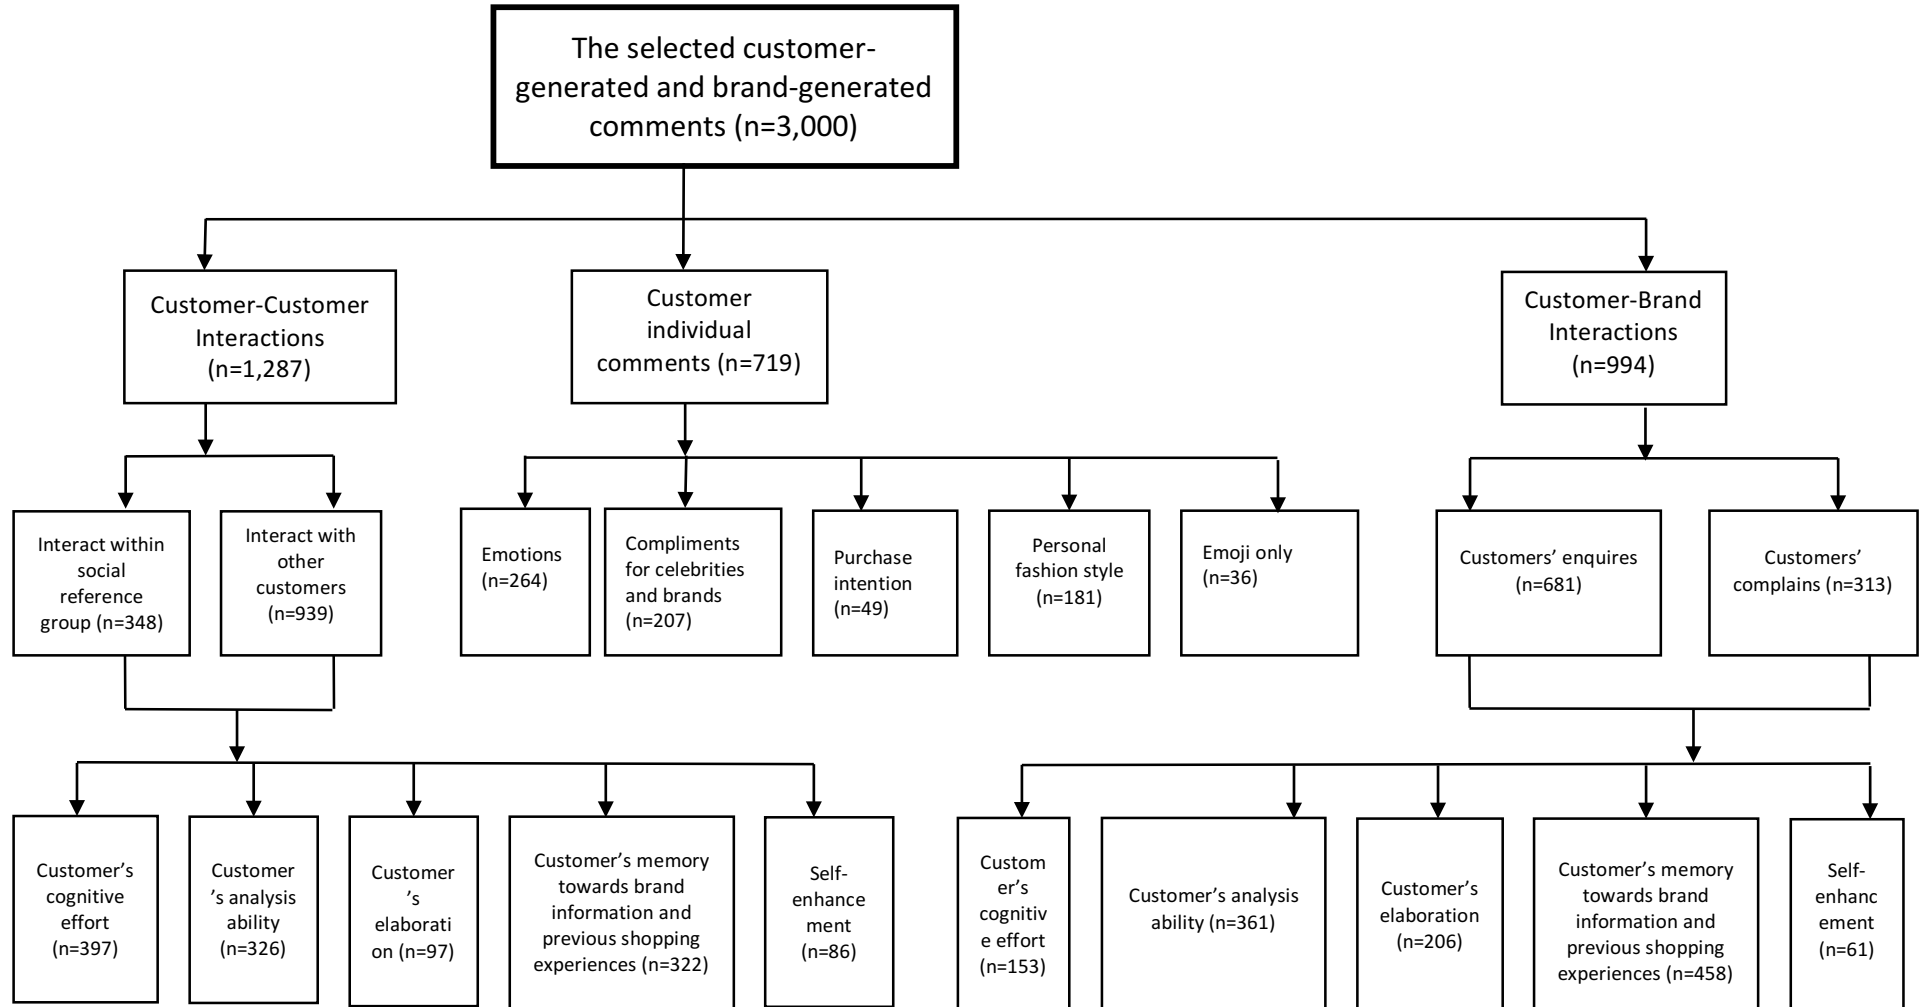 The selected customer-
generated and brand-generated
comments (n=3,000)
Customer-Customer
Interactions
(n=1,287)
Customer
individual
comments (n=719)
Customer-Brand
Interactions
(n=994)
Interact within
social
reference
group (n=348)
Interact with
other
customers
(n=939)
Emotions
(n=264)
Compliments
for celebrities
and brands
(n=207)
Purchase
intention
(n=49)
Personal
fashion style
(n=181)
Emoji only
(n=36)
Customers’ enquires
(n=681)
Customers’
complains (n=313)
Customer’s
cognitive
effort
(n=397)
Customer
’s analysis
ability
(n=326)
Customer
’s
elaborati
on (n=97)
Customer’s memory
towards brand
information and
previous shopping
experiences (n=322)
Self-
enhance
ment
(n=86)
Custom
er’s
cognitiv
e effort
(n=153)
Customer’s analysis
ability (n=361)
Customer’s
elaboration
(n=206)
Customer’s memory
towards brand
information and
previous shopping
experiences (n=458)
Self-
enhanc
ement
(n=61)